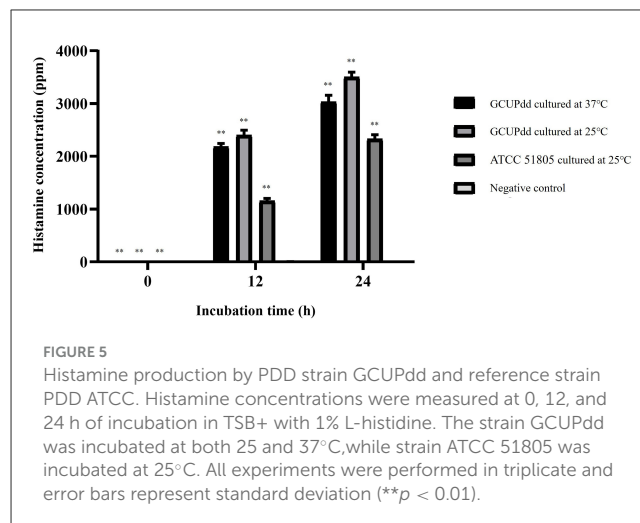 4000
3000
2000
1000
0
Histamine concentration (ppm)
** ** **
** ** **
** ** **
0 12 24
Incubation time (h)
GCUPdd cultured at 37°C
GCUPdd cultured at 25°C
ATCC 51805 cultured at 25°C
Negative control
FIGURE 5
Histamine production by PDD strain GCUPdd and reference strain
PDD ATCC. Histamine concentrations were measured at 0, 12, and
24 h of incubation in TSB+ with 1% L-histidine. The strain GCUPdd
was incubated at both 25 and 37°C,while strain ATCC 51805 was
incubated at 25°C. All experiments were performed in triplicate and
error bars represent standard deviation (**p < 0.01).